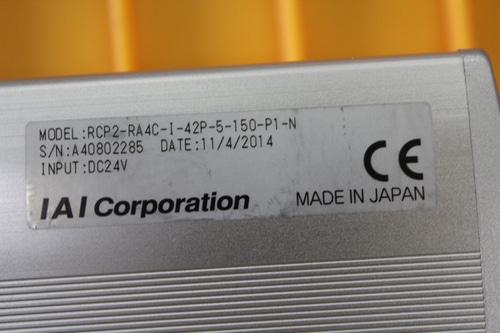 MODEL:RCP2-RA4C-I-42P-5-150-P1-N
S/N:A40802285 DATE:11/4/2014
INPUT:DC24V
CE
IAI Corporation MADE IN JAPAN